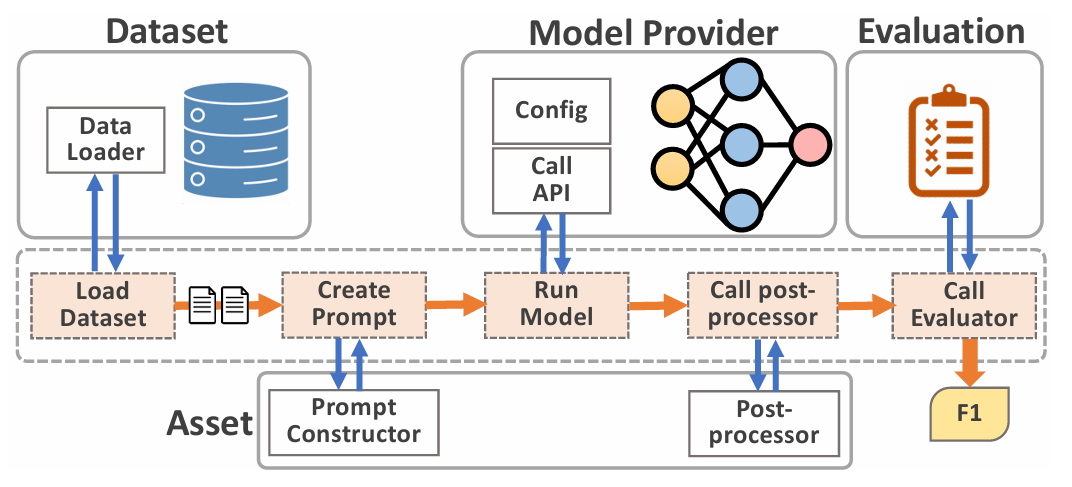 Dataset
Model Provider
Evaluation
Data
Loader
Config
Call
API
Load
Dataset
Create
Prompt
Run
Model
Call post-
processor
Call
Evaluator
Asset
Prompt
Constructor
Post-
processor
F1